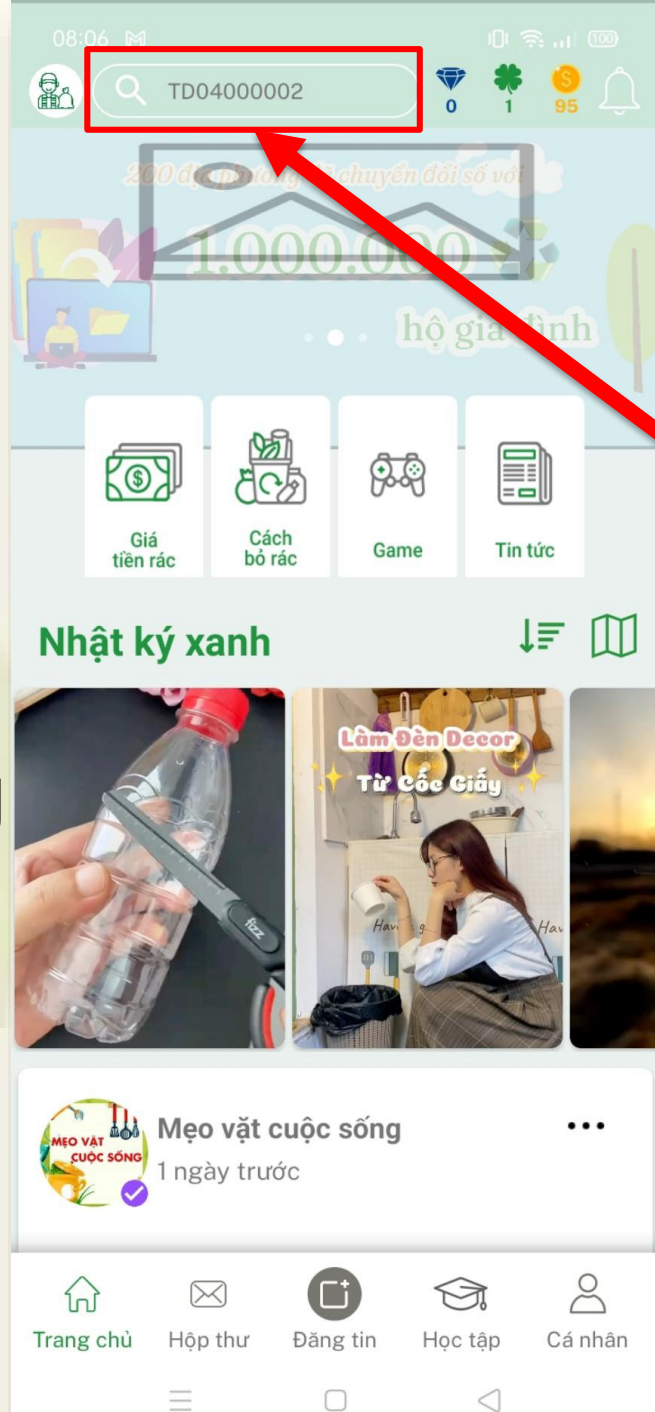 08:06
100
TD04000002
0
1
95
chuyển đổi số với
1.000.000
hộ gia đình
Giá
tiền rác
Cách
bỏ rác
Game
Tin tức
Nhật ký xanh
Làm Đèn Decor
Từ Cốc Giấy
fizz
MẸO VẶT
CUỘC SỐNG
Mẹo vặt cuộc sống
1 ngày trước
Trang chủ
Hộp thư
Đăng tin
Học tập
Cá nhân